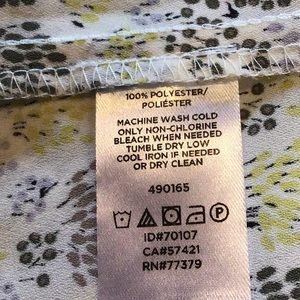 100% POLYESTER/
POLIÉSTER
MACHINE WASH COLD
ONLY NON-CHLORINE
BLEACH WHEN NEEDED
TUMBLE DRY LOW
COOL IRON IF NEEDED
OR DRY CLEAN
490165
ID#70107
CA#57421
RN#77379